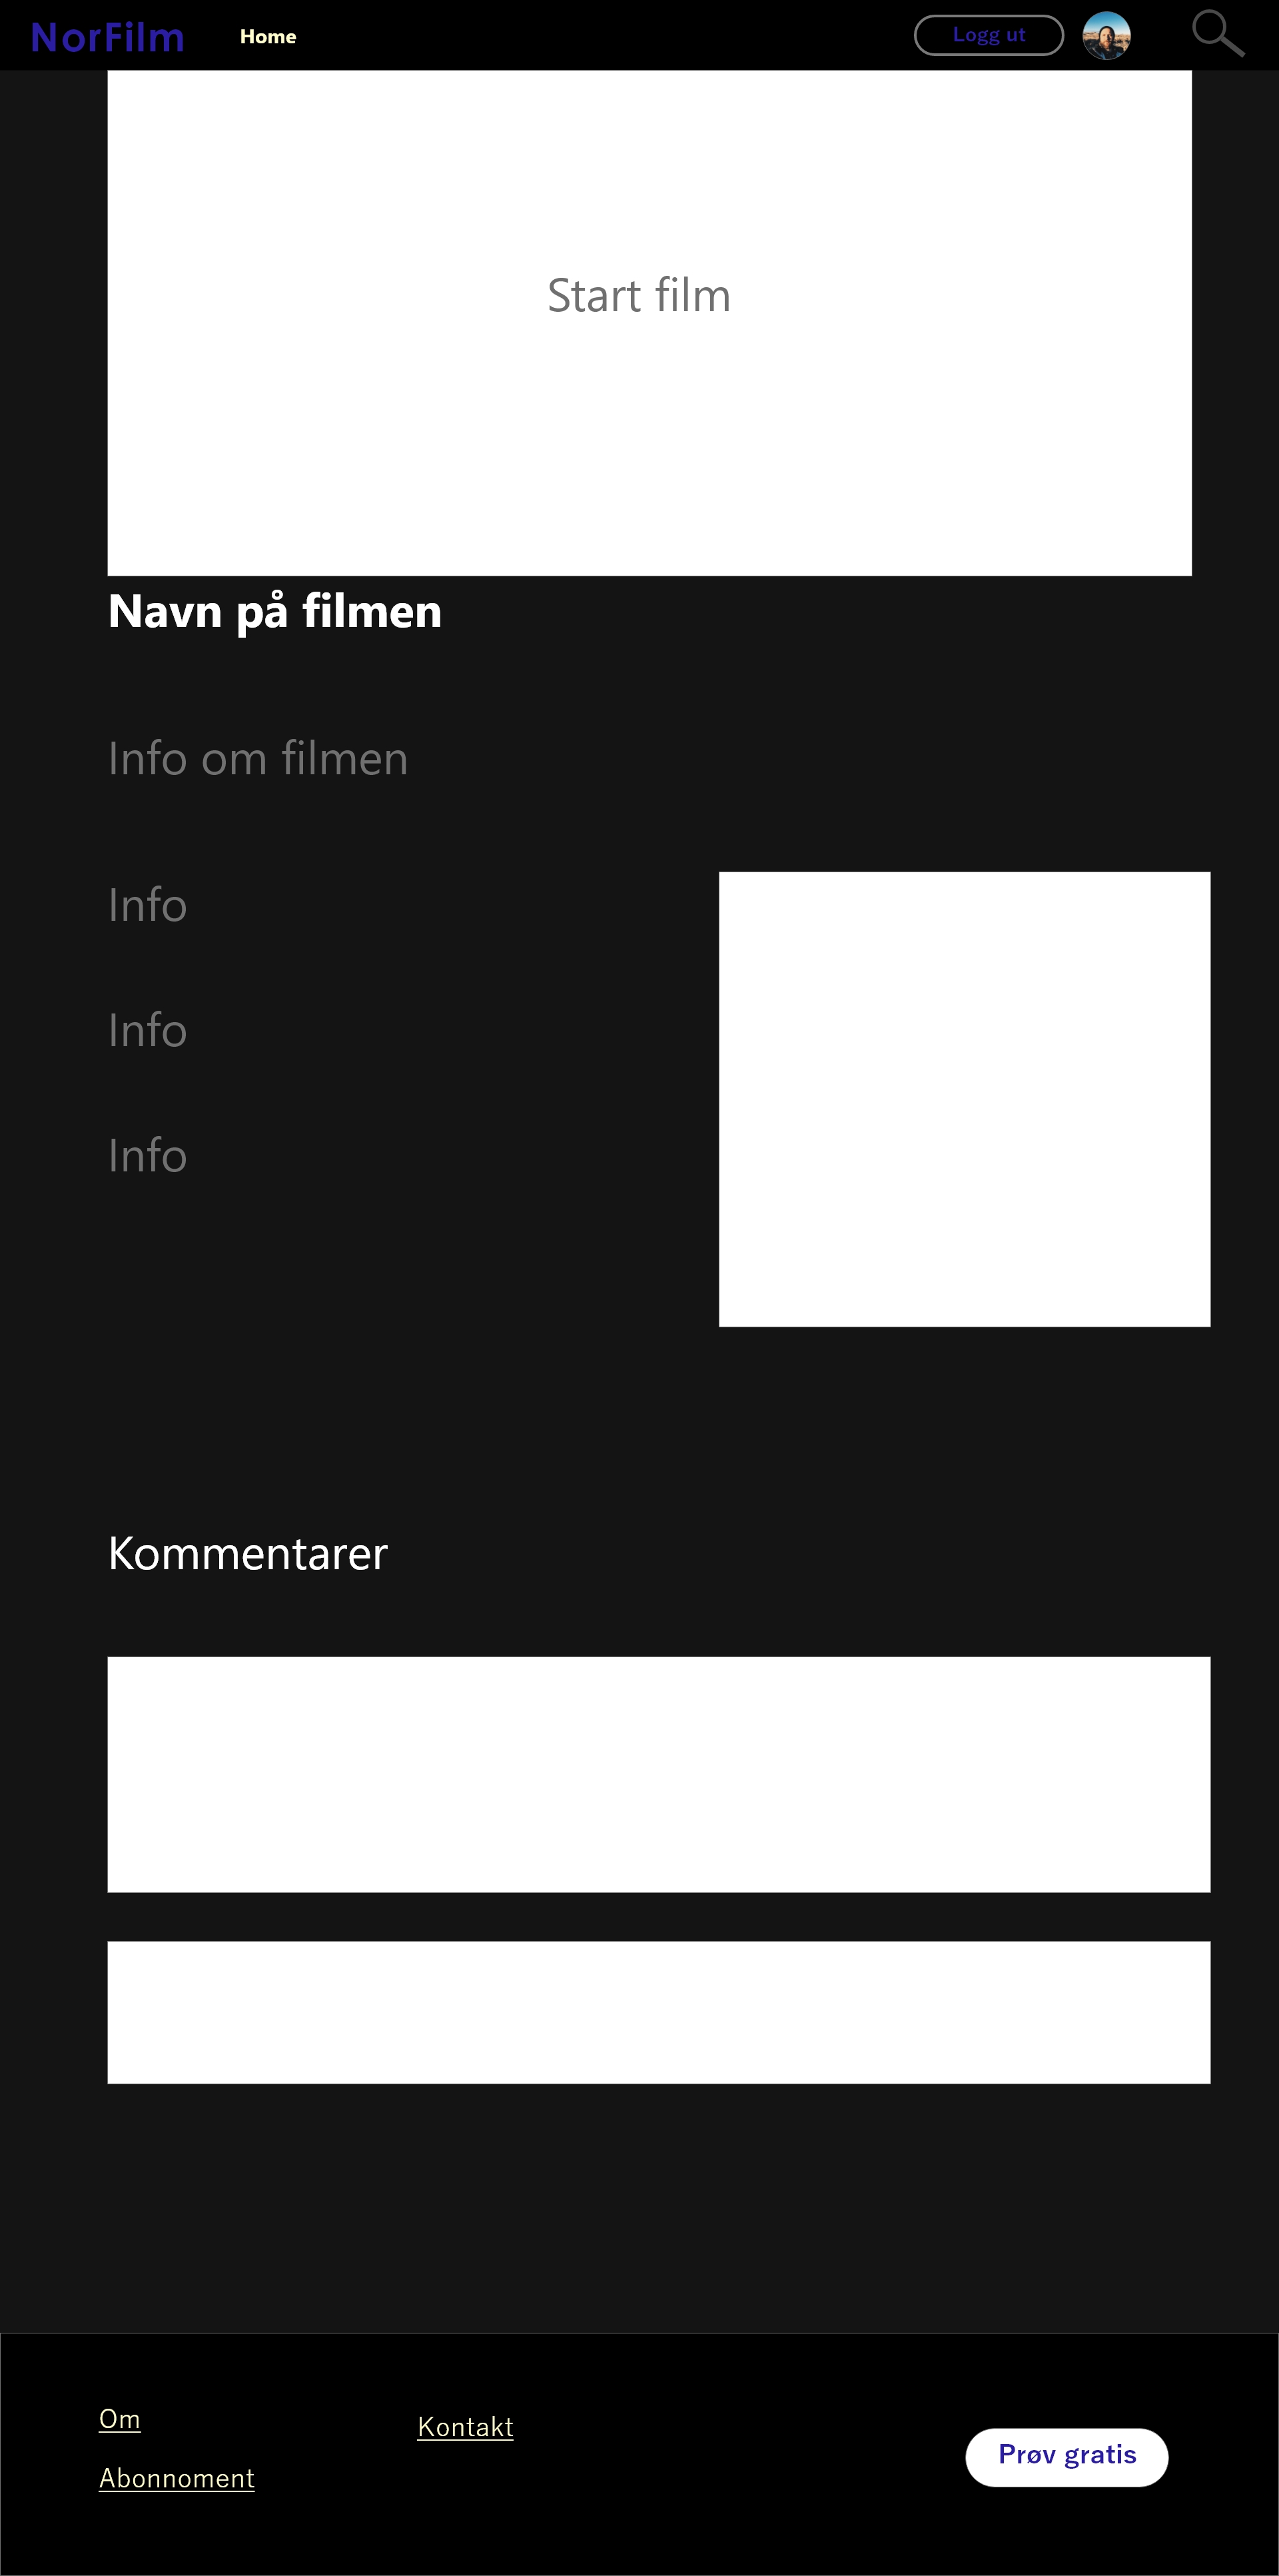 NorFilm
Home
Logg ut
Start film
Navn på filmen
Info om filmen
Info
Info
Info
Kommentarer
Om
Kontakt
Abonnoment
Prøv gratis